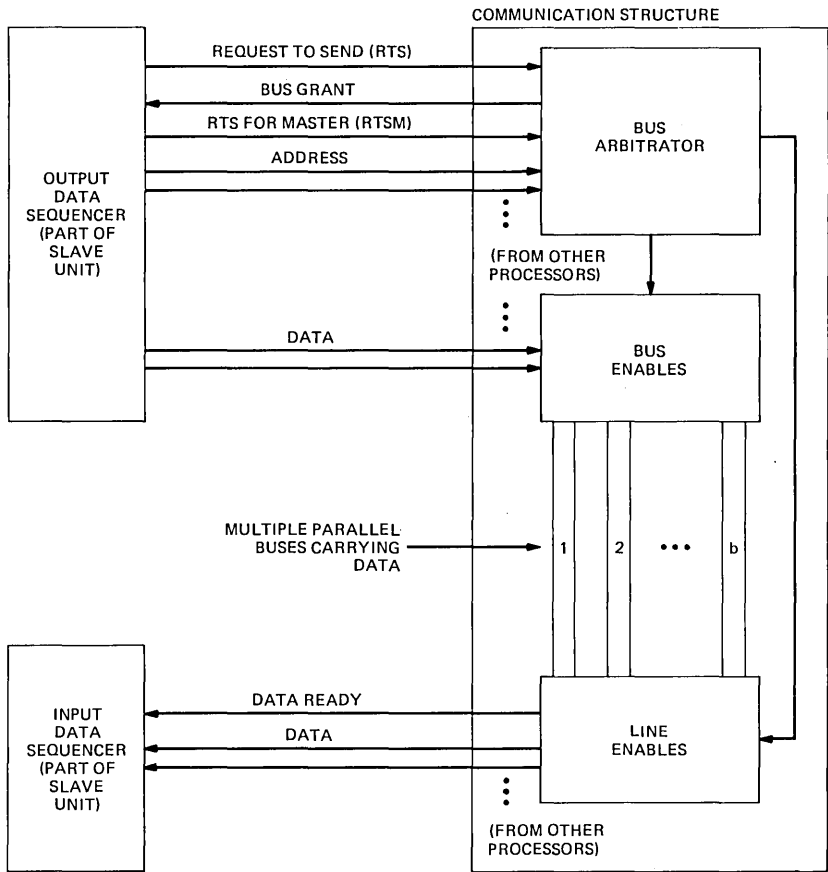 COMMUNICATION STRUCTURE
REQUEST TO SEND (RTS)
BUS GRANT
RTS FOR MASTER (RTSM)
ADDRESS
BUS
ARBITRATOR
OUTPUT
DATA
SEQUENCER
(PART OF
SLAVE
UNIT)
(FROM OTHER
PROCESSORS)
DATA
BUS
ENABLES
MULTIPLE PARALLEL
BUSES CARRYING
DATA
1 2 ••• b
INPUT
DATA
SEQUENCER
(PART OF
SLAVE
UNIT)
DATA READY
DATA
LINE
ENABLES
(FROM OTHER
PROCESSORS)